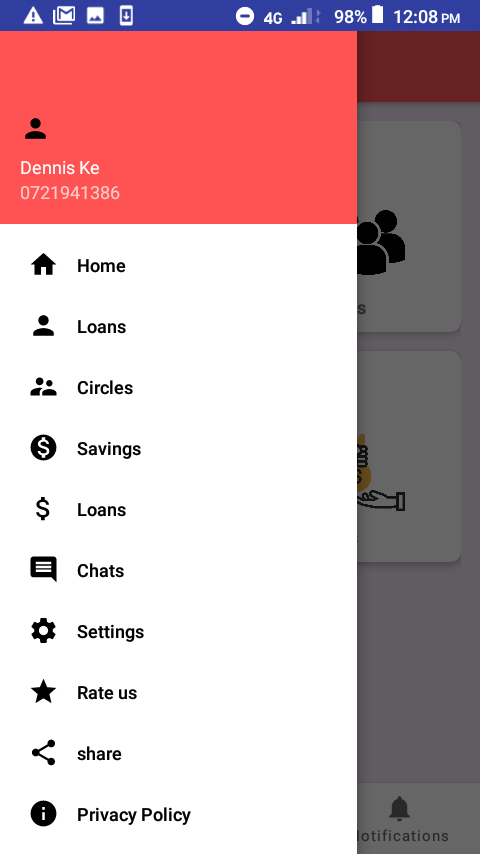 4G 98% 12:08 PM
Dennis Ke
0721941386
Home
Loans
Circles
Savings
Loans
Chats
Settings
Rate us
share
Privacy Policy